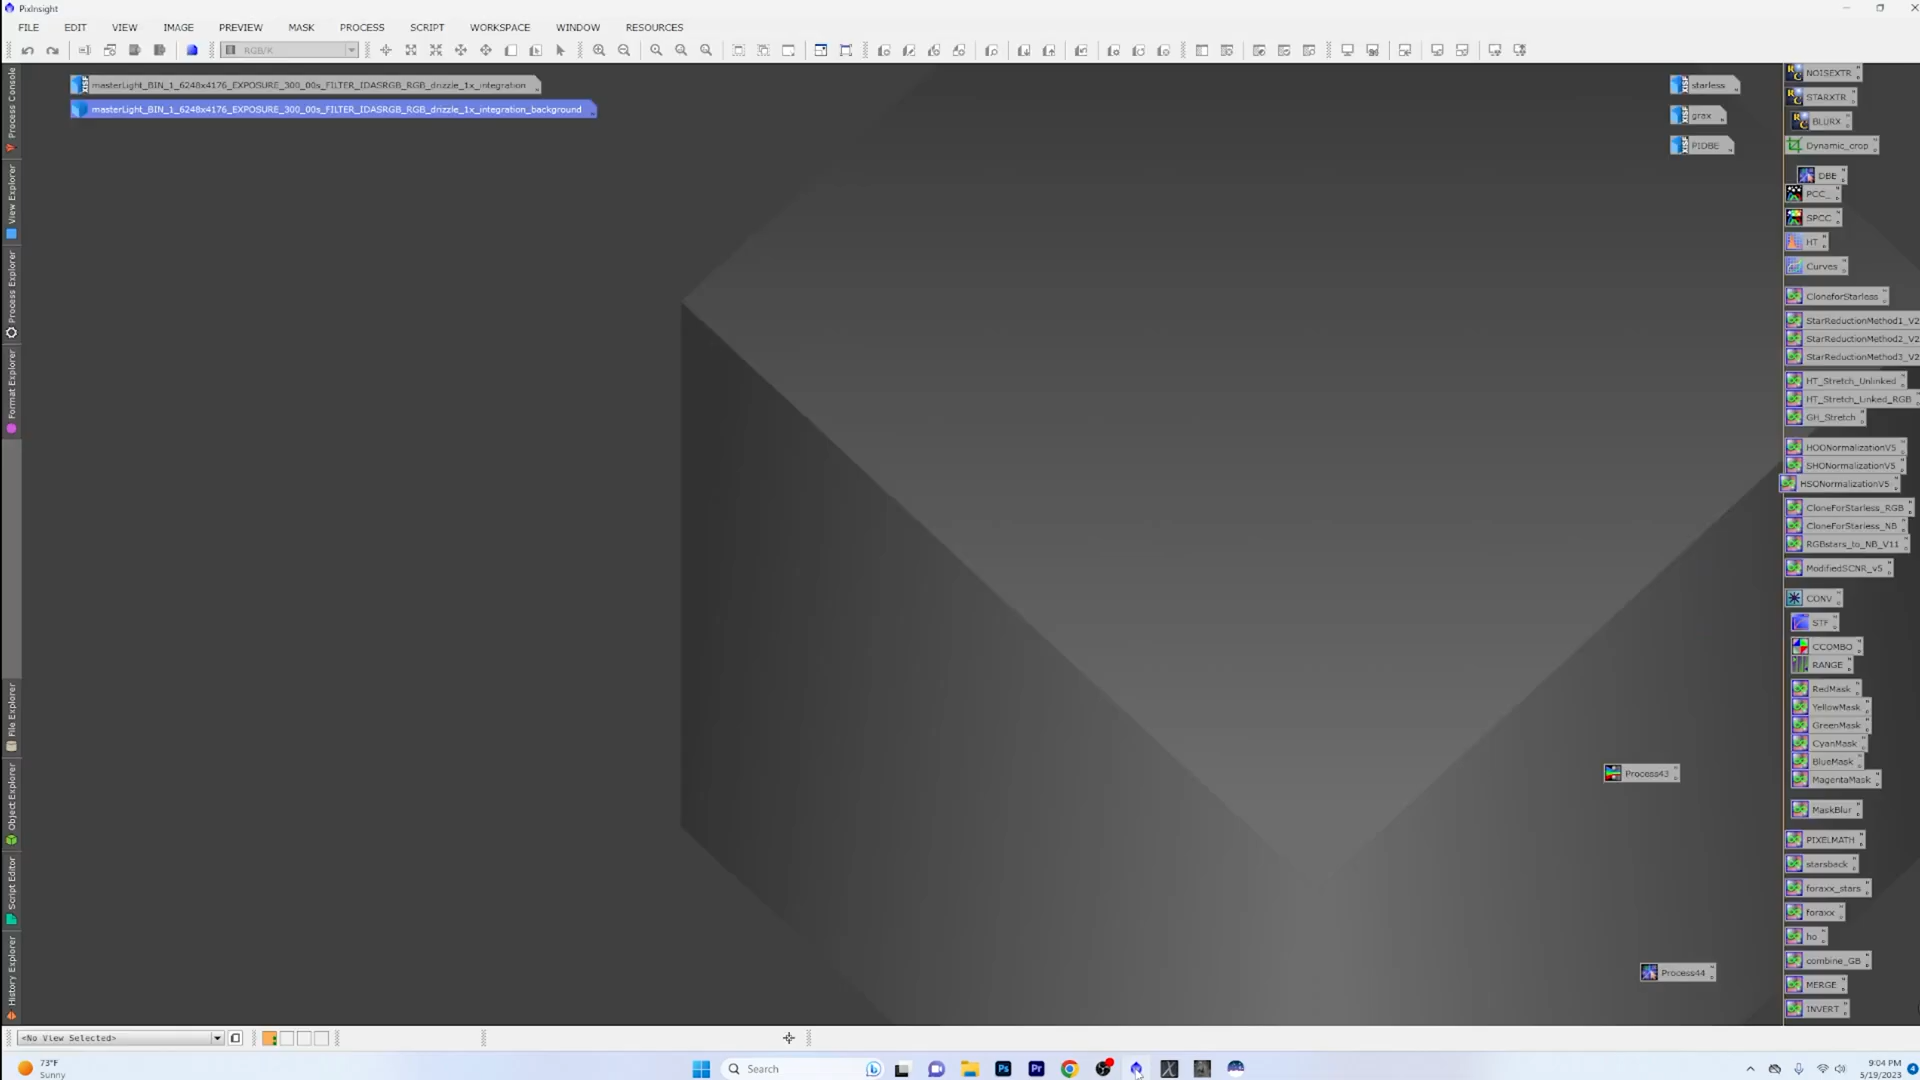 PixInsight
FILE EDIT VIEW IMAGE PROCESS PREVIEW MASK SCRIPT WORKSPACE WINDOW RESOURCES
RGB/K
masterLight_BIN_1_6248x4176_EXPOSURE_300_00s_FILTER_IDASRGB_RGB_drizzle_1x_integration
masterLight_BIN_1_6248x4176_EXPOSURE_300_00s_FILTER_IDASRGB_RGB_drizzle_1x_integration_background
Process Console
View Explorer
Process Explorer
Format Explorer
File Explorer
Object Explorer
Script Editor
History Explorer
starless
grax
PIDBE
Process43
Process44
NOISEXTR
STARXTR
BLURX
Dynamic_crop
DBE
PCC_
SPCC
HT
Curves
CloneforStarless
StarReductionMethod1_V2
StarReductionMethod2_V2
StarReductionMethod3_V2
HT_Stretch_Unlinked
HT_Stretch_Linked_RGB
GH_Stretch
HOONormalizationV5
SHONormalizationV5
HSONormalizationV5
CloneForStarless_RGB
CloneForStarless_NB
RGBstars_to_NB_V11
ModifiedSCNR_v5
CONV
STF
CCOMBO
RANGE
RedMask
YellowMask
GreenMask
CyanMask
BlueMask
MagentaMask
MaskBlur
PIXELMATH
starsback
foraxx_stars
foraxx
ho
combine_GB
MERGE
INVERT
<No View Selected>
73°F
Sunny
Search
Ps
Pr
9:04 PM
5/19/2023
4